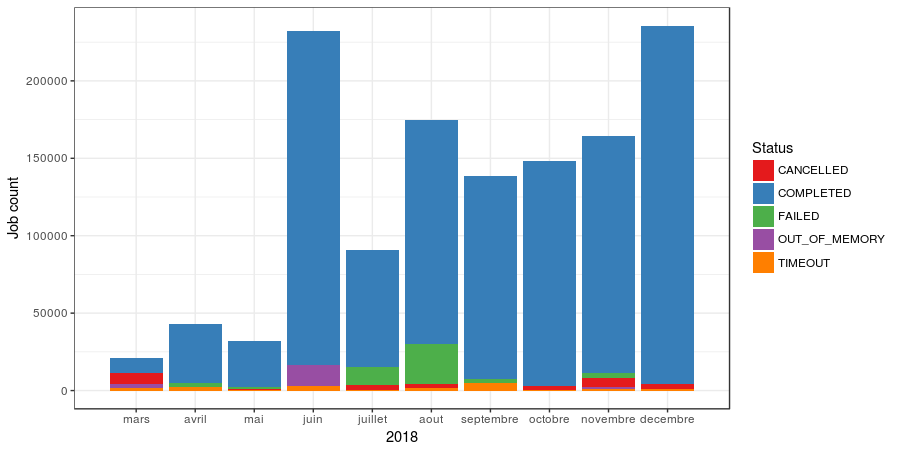 Job count
200000
150000
100000
50000
0
mars avril mai juin juillet aout septembre octobre novembre decembre
2018
Status
CANCELLED
COMPLETED
FAILED
OUT_OF_MEMORY
TIMEOUT